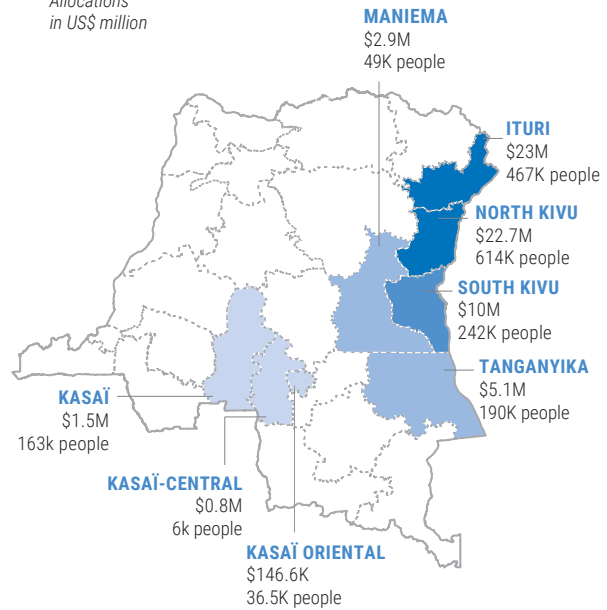 Allocations
in US$ million
MANIEMA
$2.9M
49K people
ITURI
$23M
467K people
NORTH KIVU
$22.7M
614K people
SOUTH KIVU
$10M
242K people
TANGANYIKA
$5.1M
190K people
KASAÏ
$1.5M
163k people
KASAÏ-CENTRAL
$0.8M
6k people
KASAÏ ORIENTAL
$146.6K
36.5K people